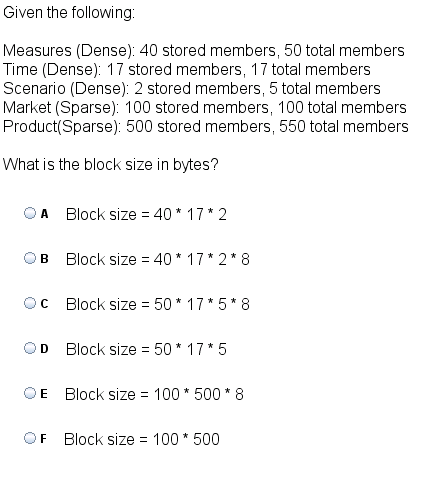 Given the following:
Measures (Dense): 40 stored members, 50 total members
Time (Dense): 17 stored members, 17 total members
Scenario (Dense): 2 stored members, 5 total members
Market (Sparse): 100 stored members, 100 total members
Product(Sparse): 500 stored members, 550 total members
What is the block size in bytes?
A Block size = 40 * 17 * 2
B Block size = 40 * 17 * 2 * 8
C Block size = 50 * 17 * 5 * 8
D Block size = 50 * 17 * 5
E Block size = 100 * 500 * 8
F Block size = 100 * 500